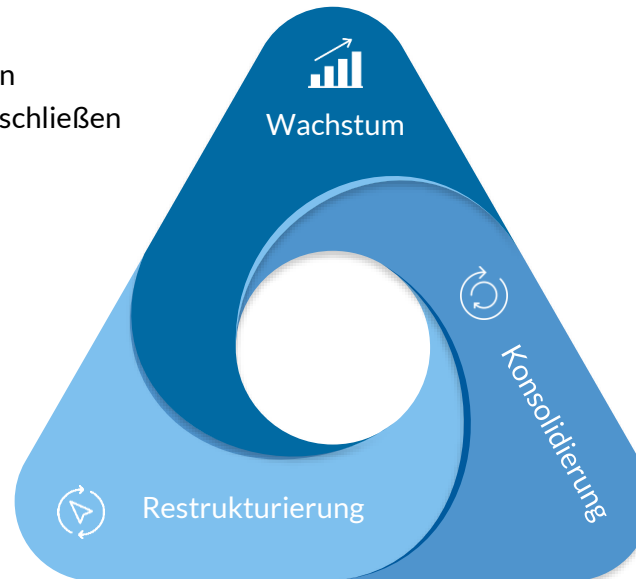 n
schließen
Wachstum
Konsolidierung
Restrukturierung